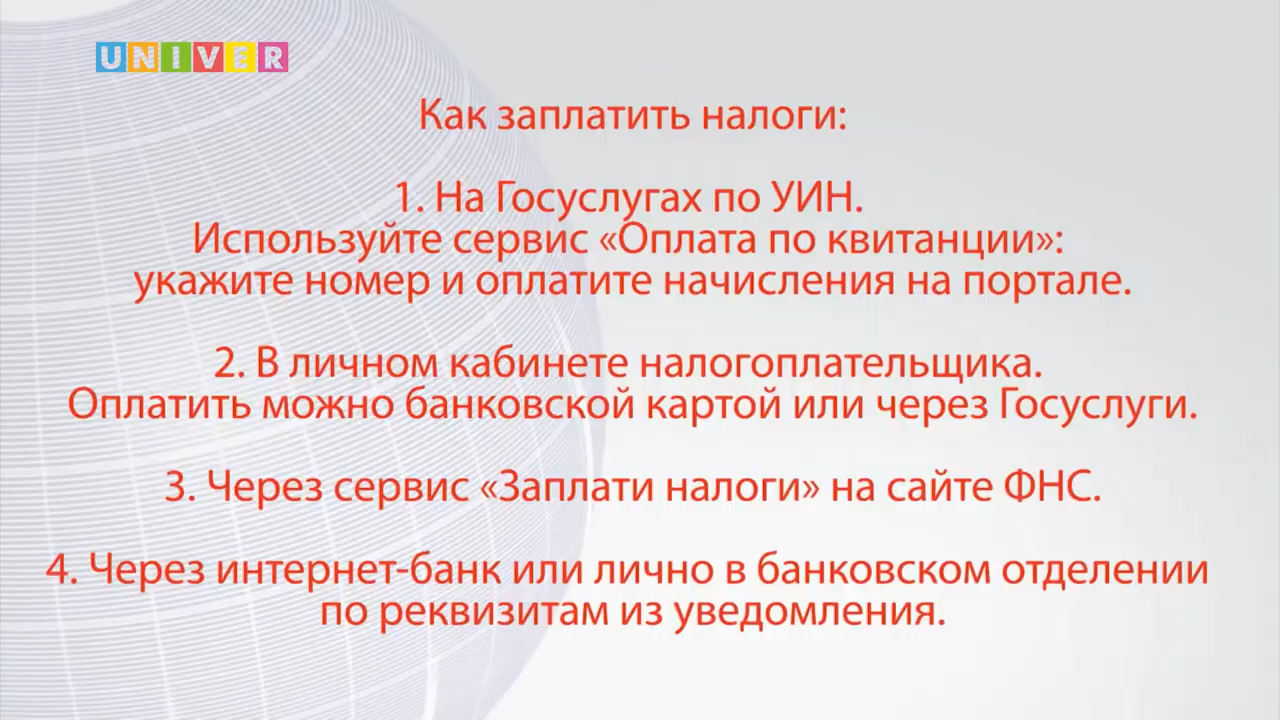 UNIVER
Как заплатить налоги:
1. На Госуслугах по УИН.
Используйте сервис «Оплата по квитанции»:
укажите номер и оплатите начисления на портале.
2. В личном кабинете налогоплательщика.
Оплатить можно банковской картой или через Госуслуги.
3. Через сервис «Заплати налоги» на сайте ФНС.
4. Через интернет-банк или лично в банковском отделении
по реквизитам из уведомления.